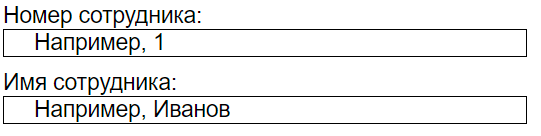 Номер сотрудника:
Например, 1
Имя сотрудника:
Например, Иванов